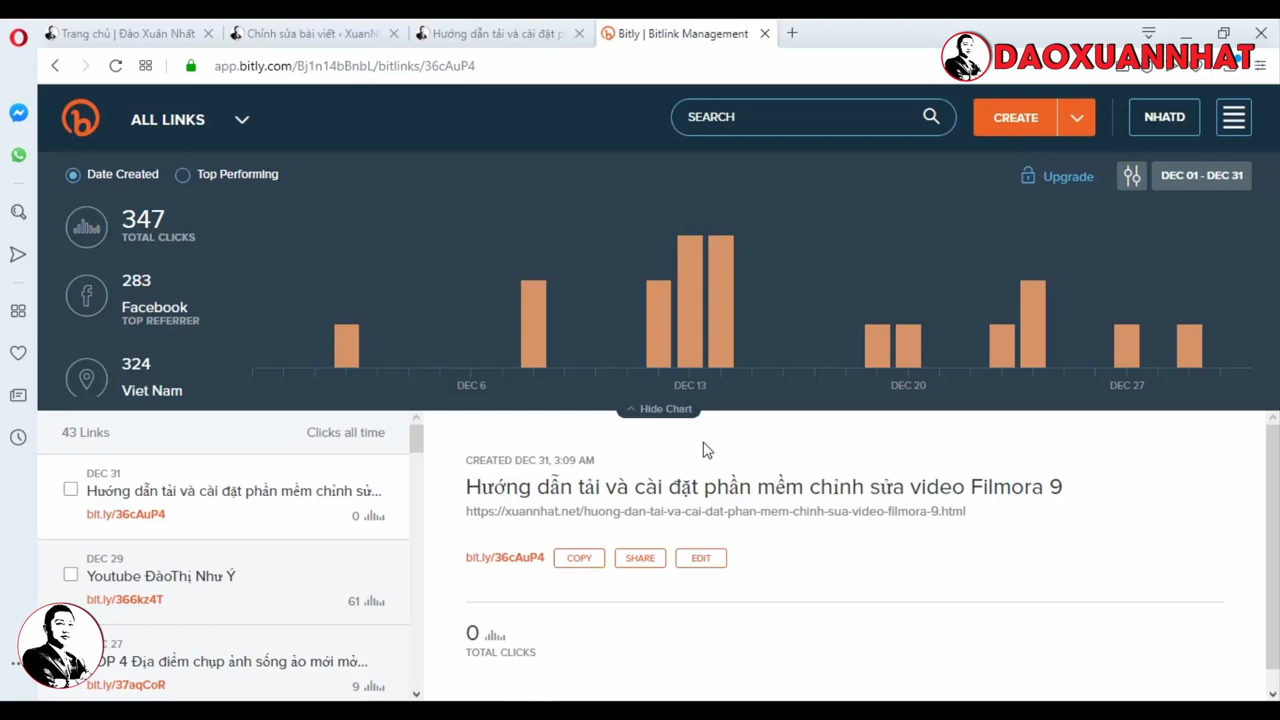 Trang chủ | Đào Xuân Nhất
Chỉnh sửa bài viết ‹ XuanN
Hướng dẫn tải và cài đặt p
Bitly | Bitlink Management
app.bitly.com/Bj1n14bBnbL/bitlinks/36cAuP4
DAOXUANNHAT
ALL LINKS
SEARCH
CREATE
NHATD
Date Created
Top Performing
Upgrade
DEC 01 - DEC 31
347
TOTAL CLICKS
283
Facebook
TOP REFERRER
324
Viet Nam
DEC 6
DEC 13
DEC 20
DEC 27
Hide Chart
43 Links
Clicks all time
DEC 31
Hướng dẫn tải và cài đặt phần mềm chỉnh sử...
bit.ly/36cAuP4
0
DEC 29
Youtube ĐàoThị Như Ý
bit.ly/366kz4T
61
27
OP 4 Địa điểm chụp ảnh sống ảo mới mở...
bit.ly/37aqCoR
9
CREATED DEC 31, 3:09 AM
Hướng dẫn tải và cài đặt phần mềm chỉnh sửa video Filmora 9
https://xuannhat.net/huong-dan-tai-va-cai-dat-phan-mem-chinh-sua-video-filmora-9.html
bit.ly/36cAuP4
COPY
SHARE
EDIT
0
TOTAL CLICKS